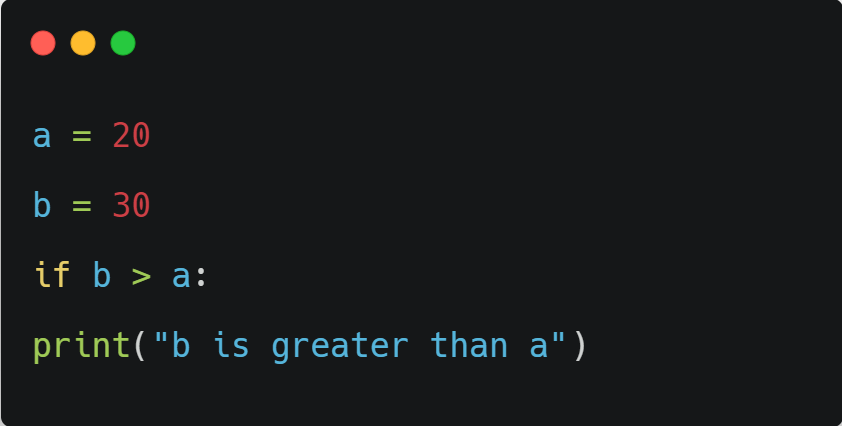 a = 20
b = 30
if b > a:
print("b is greater than a")